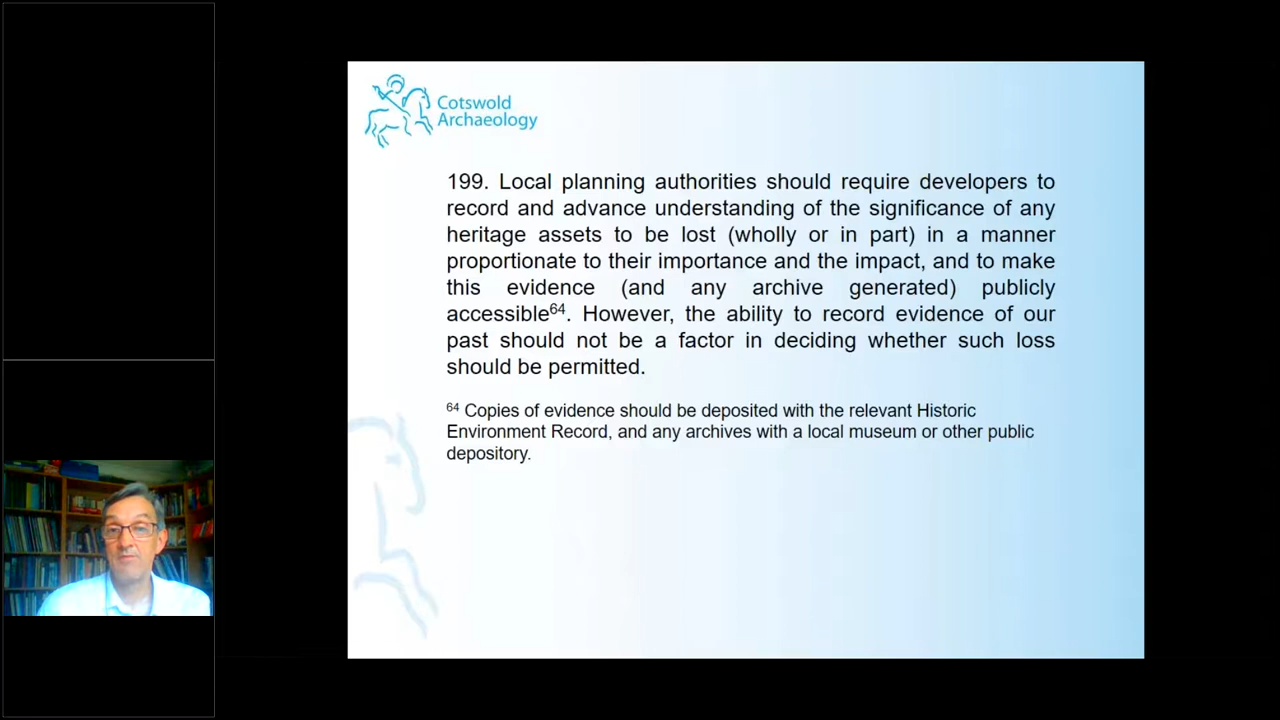 Cotswold
Archaeology
199. Local planning authorities should require developers to
record and advance understanding of the significance of any
heritage assets to be lost (wholly or in part) in a manner
proportionate to their importance and the impact, and to make
this evidence (and any archive generated) publicly
accessible⁶⁴. However, the ability to record evidence of our
past should not be a factor in deciding whether such loss
should be permitted.
⁶⁴ Copies of evidence should be deposited with the relevant Historic
Environment Record, and any archives with a local museum or other public
depository.